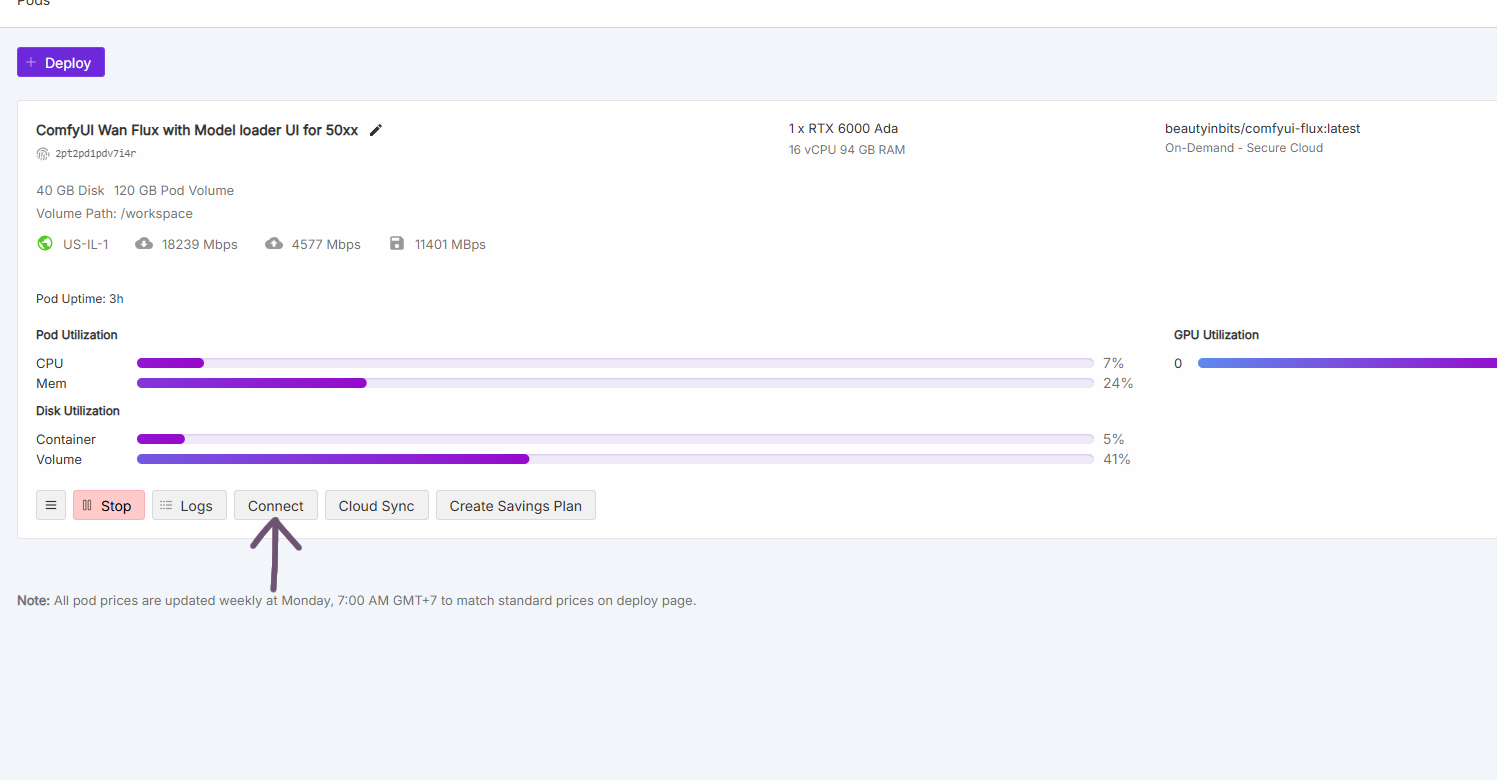 Pods
+ Deploy
ComfyUI Wan Flux with Model loader UI for 50xx
1 x RTX 6000 Ada
beautyinbits/comfyui-flux:latest
2pt2pd1pdv7i4r
16 vCPU 94 GB RAM
On-Demand - Secure Cloud
40 GB Disk 120 GB Pod Volume
Volume Path: /workspace
US-IL-1 18239 Mbps 4577 Mbps 11401 MBps
Pod Uptime: 3h
Pod Utilization
GPU Utilization
CPU 7%
0
Mem 24%
Disk Utilization
Container 5%
Volume 41%
Stop Logs Connect Cloud Sync Create Savings Plan
Note: All pod prices are updated weekly at Monday, 7:00 AM GMT+7 to match standard prices on deploy page.